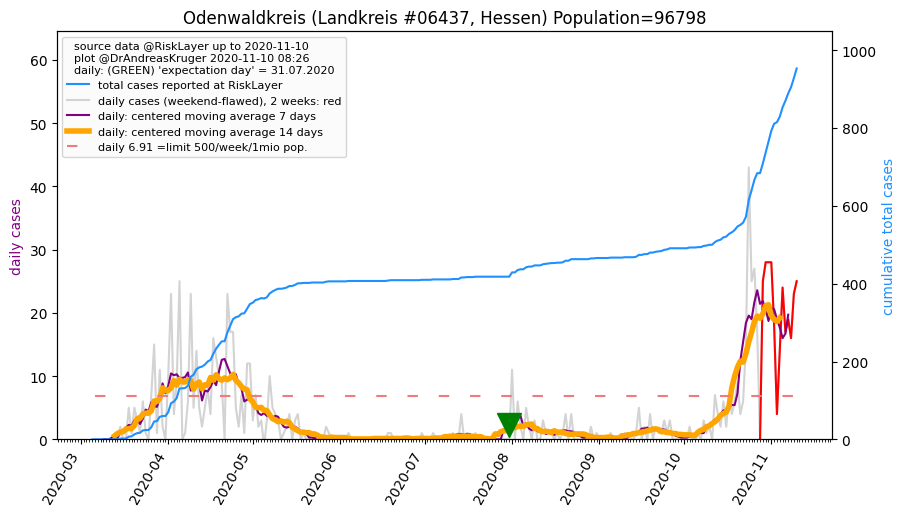 Odenwaldkreis (Landkreis #06437, Hessen) Population=96798
source data @RiskLayer up to 2020-11-10
plot @DrAndreasKruger 2020-11-10 08:26
daily: (GREEN) 'expectation day' = 31.07.2020
total cases reported at RiskLayer
daily cases (weekend-flawed), 2 weeks: red
daily: centered moving average 7 days
daily: centered moving average 14 days
daily 6.91 =limit 500/week/1mio pop.
daily cases
60
50
40
30
20
10
0
cumulative total cases
1000
800
600
400
200
0
2020-03
2020-04
2020-05
2020-06
2020-07
2020-08
2020-09
2020-10
2020-11